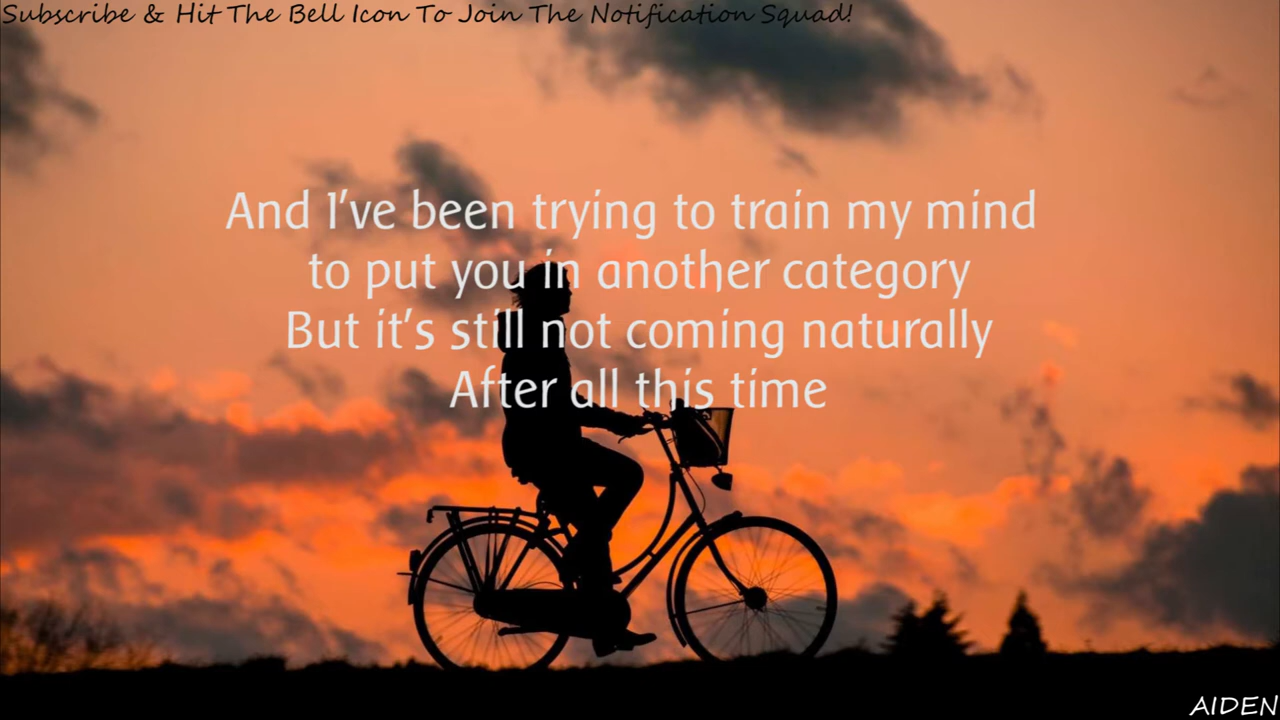 Subscribe & Hit The Bell Icon To Join The Notification Squad!
And I've been trying to train my mind
to put you in another category
But it's still not coming naturally
After all this time
AIDEN